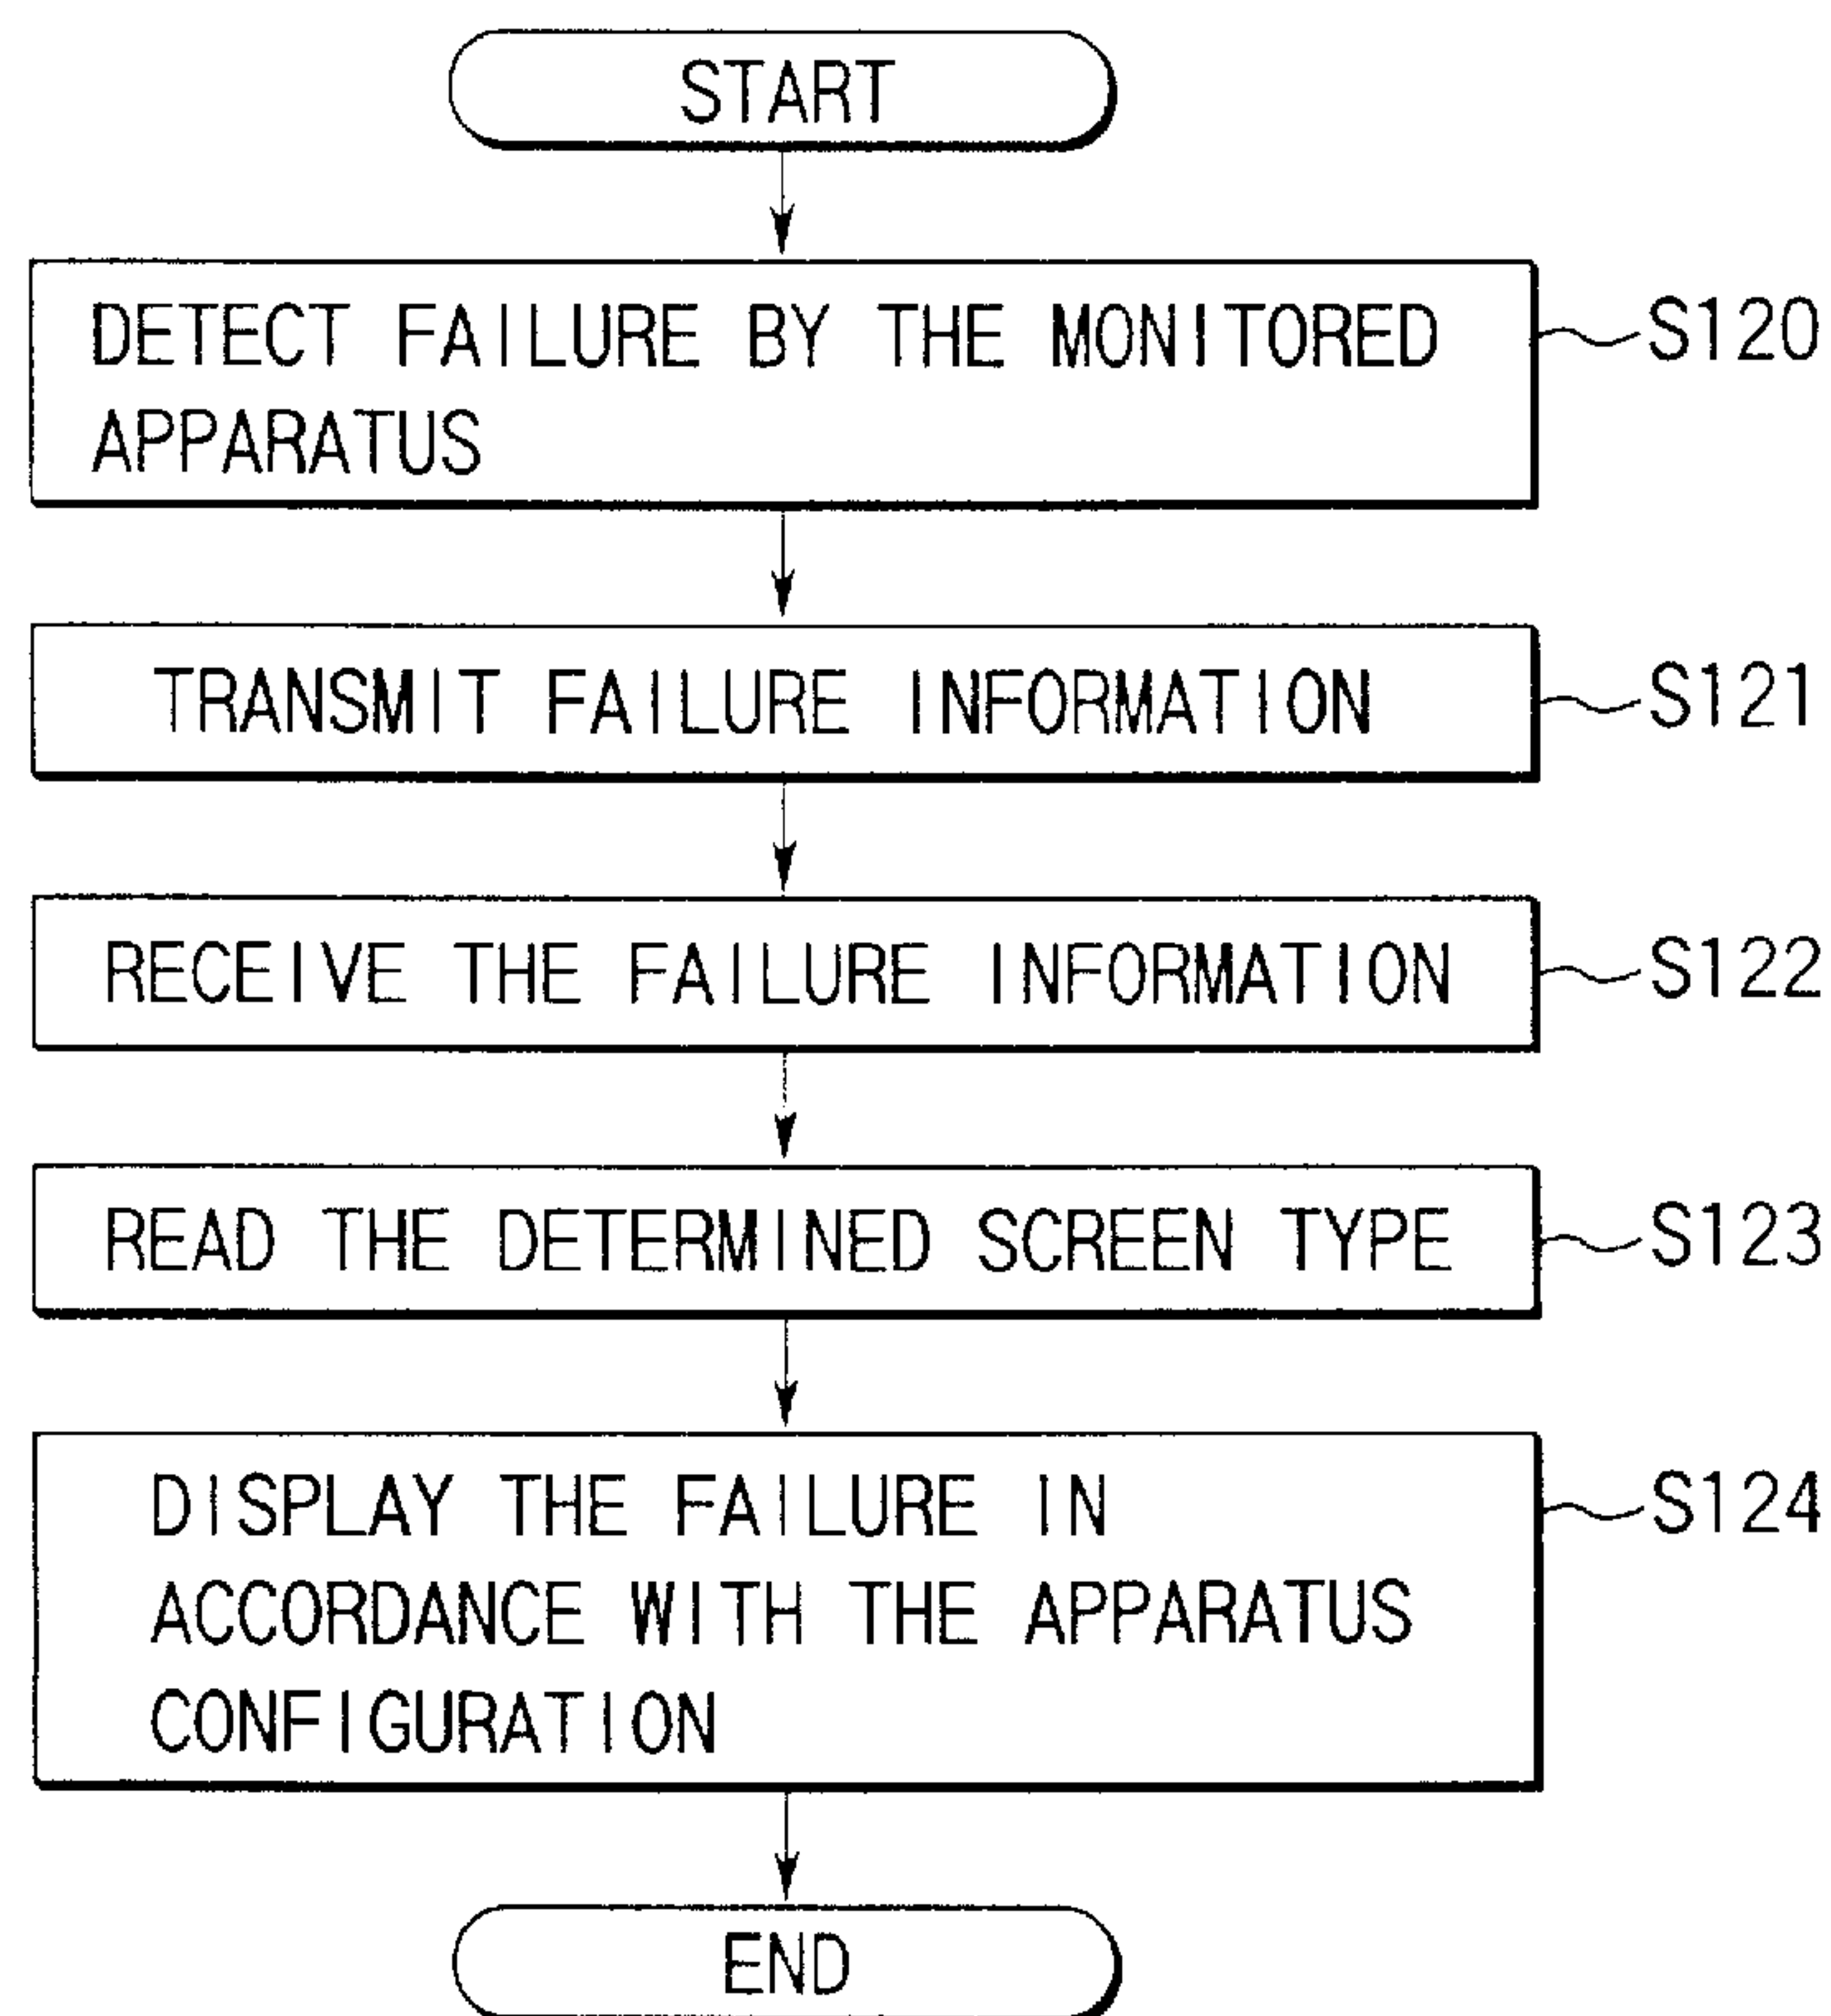 START
DETECT FAILURE BY THE MONITORED
APPARATUS
S120
TRANSMIT FAILURE INFORMATION
S121
RECEIVE THE FAILURE INFORMATION
S122
READ THE DETERMINED SCREEN TYPE
S123
DISPLAY THE FAILURE IN
ACCORDANCE WITH THE APPARATUS
CONFIGURATION
S124
END